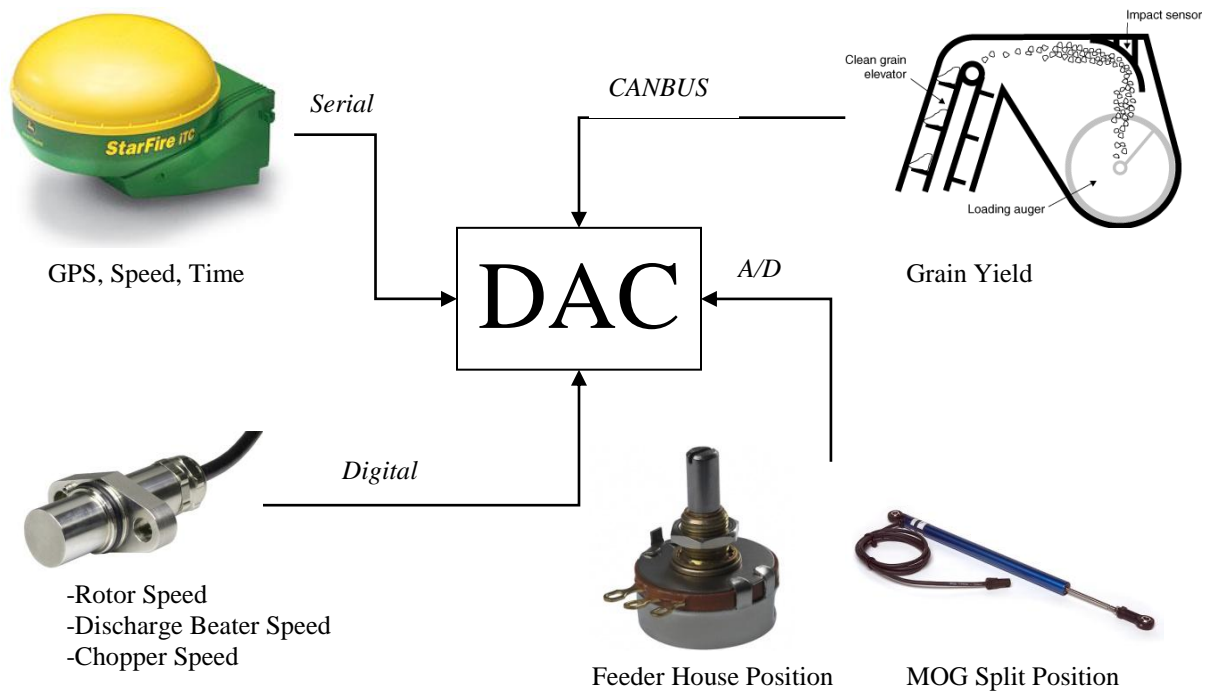 Impact sensor
Clean grain
elevator
Serial
CANBUS
StarFire iTC
Loading auger
GPS, Speed, Time
DAC
A/D
Grain Yield
Digital
-Rotor Speed
-Discharge Beater Speed
-Chopper Speed
Feeder House Position
MOG Split Position